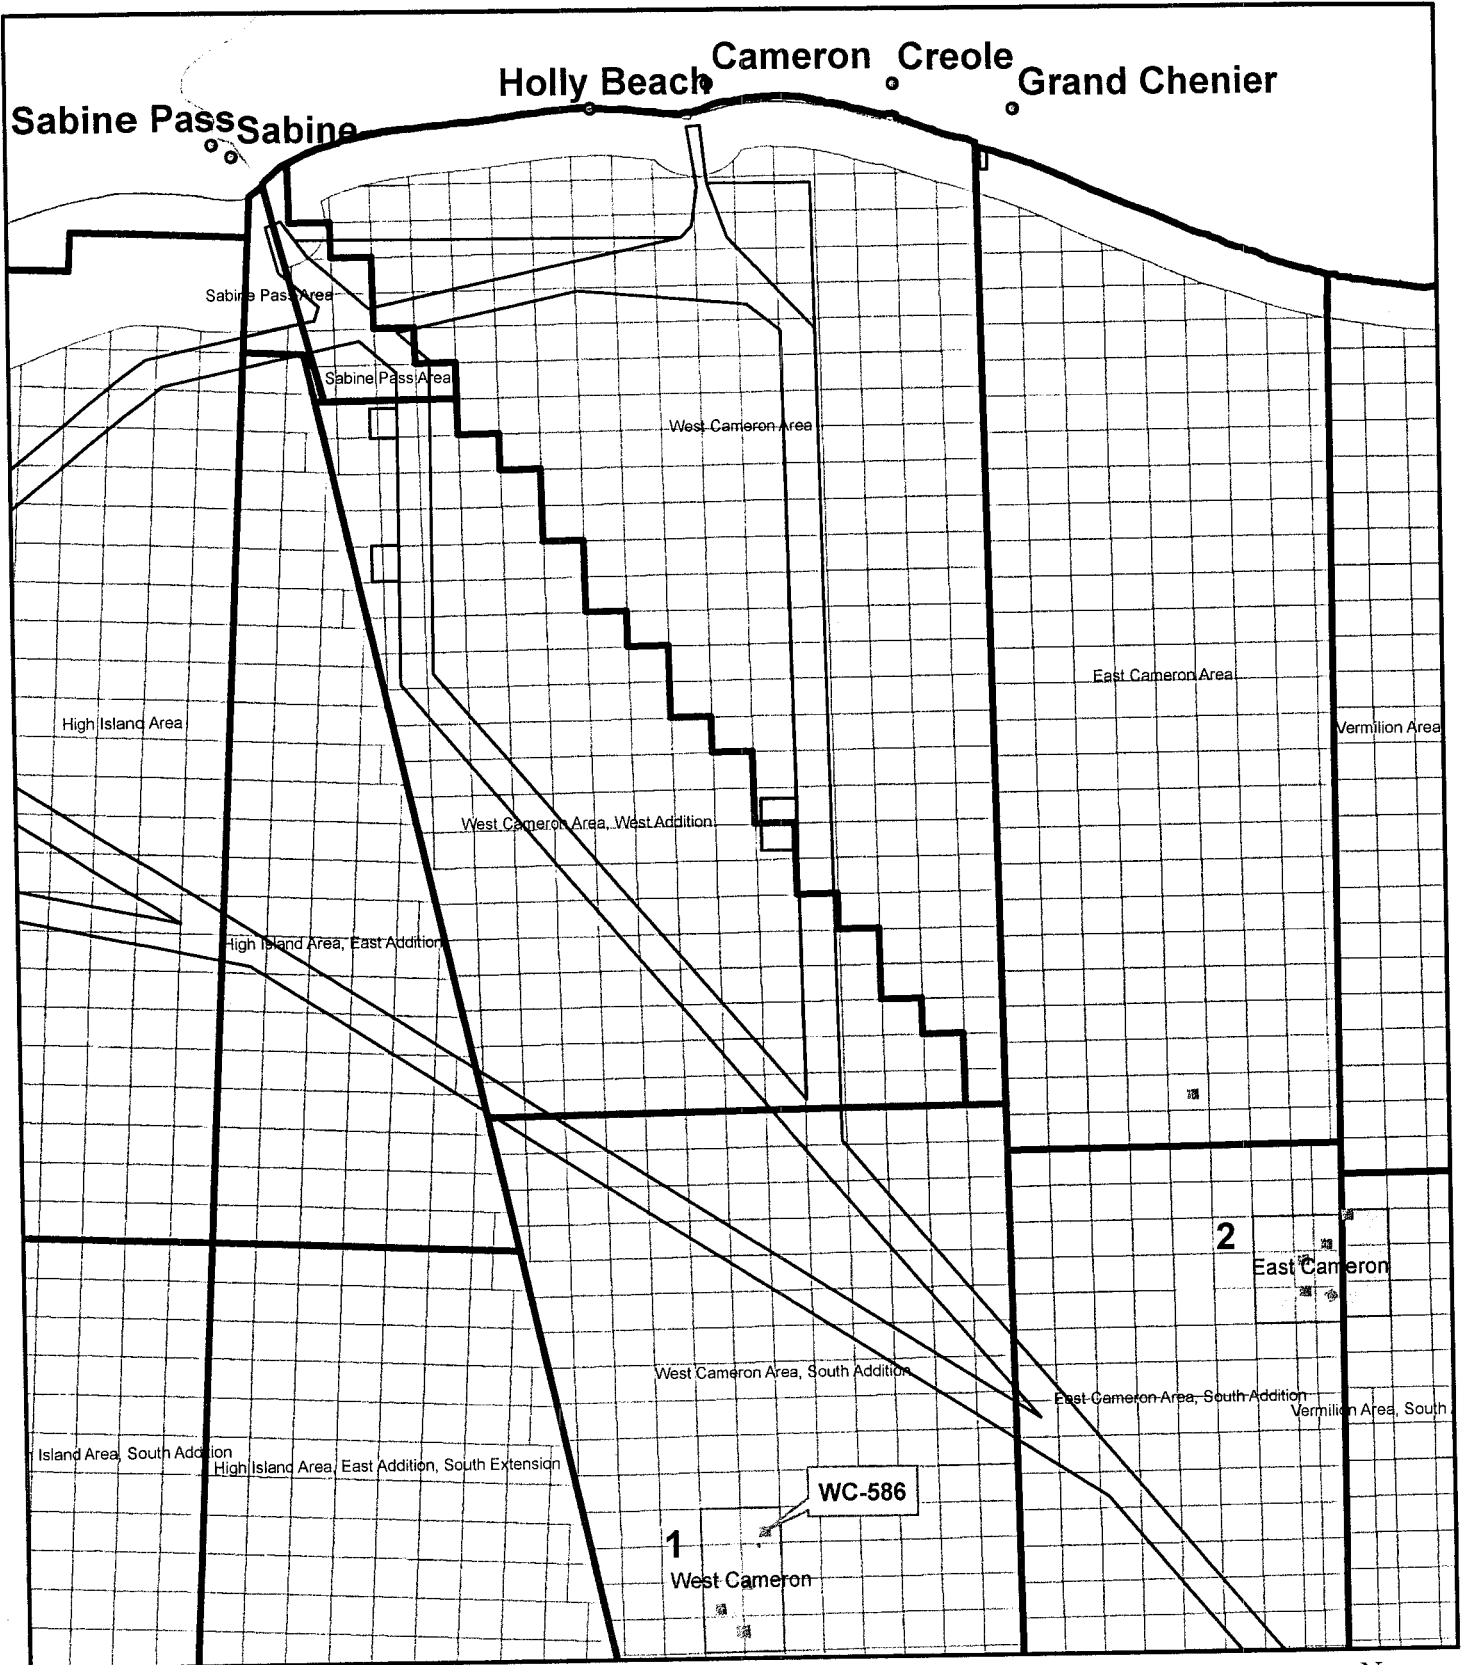 Cameron
Creole
Holly Beach
Grand Chenier
Sabine Pass
Sabine
Sabine Pass Area
Sabine Pass Area
West Cameron Area
East Cameron Area
High Island Area
Vermilion Area
West Cameron Area, West Addition
High Island Area, East Addition
2
East Cameron
West Cameron Area, South Addition
East Cameron Area, South Addition
Vermilion Area, South
Island Area, South Addition
High Island Area, East Addition, South Extension
WC-586
1
West Cameron
N